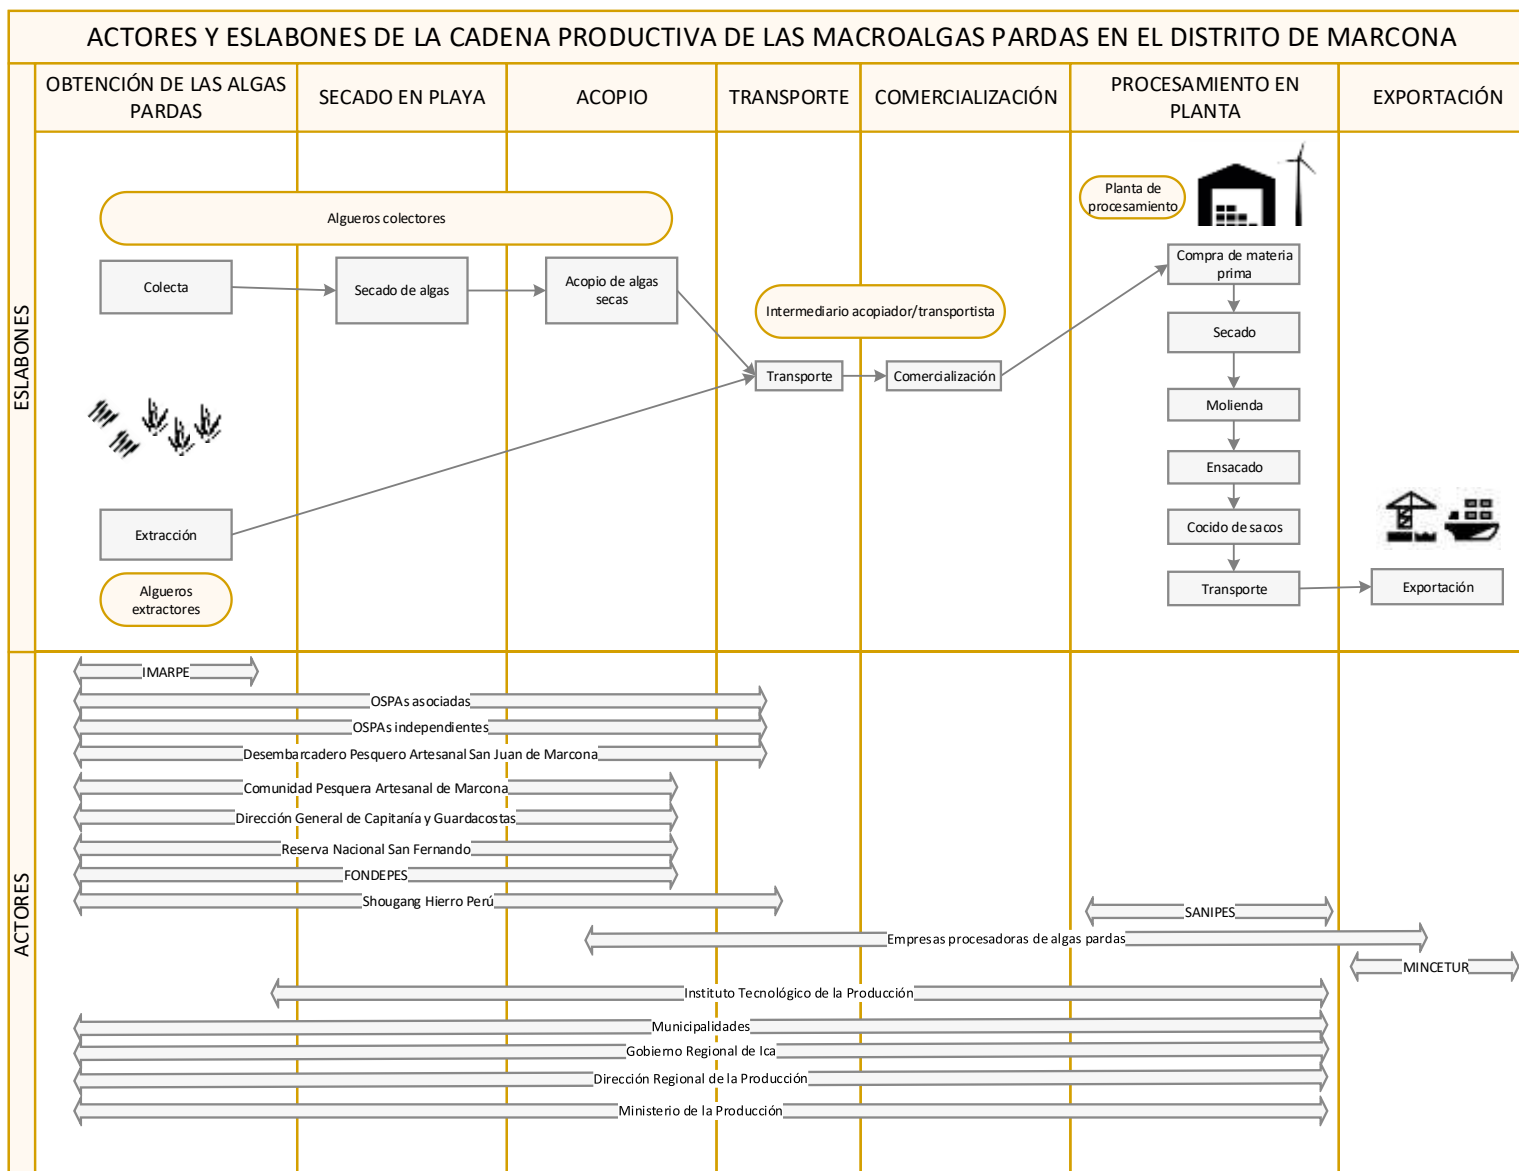 ACTORES Y ESLABONES DE LA CADENA PRODUCTIVA DE LAS MACROALGAS PARDAS EN EL DISTRITO DE MARCONA
OBTENCIÓN DE LAS ALGAS
PARDAS
SECADO EN PLAYA
ACOPIO
TRANSPORTE
COMERCIALIZACIÓN
PROCESAMIENTO EN
PLANTA
EXPORTACIÓN
ESLABONES
Algueros colectores
Planta de
procesamiento
Colecta
Secado de algas
Acopio de algas
secas
Intermediario acopiador/transportista
Transporte
Comercialización
Compra de materia
prima
Secado
Molienda
Ensacado
Cocido de sacos
Transporte
Exportación
Extracción
Algueros
extractores
ACTORES
IMARPE
OSPAs asociadas
OSPAs independientes
Desembarcadero Pesquero Artesanal San Juan de Marcona
Comunidad Pesquera Artesanal de Marcona
Dirección General de Capitanía y Guardacostas
Reserva Nacional San Fernando
FONDEPES
Shougang Hierro Perú
SANIPES
Empresas procesadoras de algas pardas
MINCETUR
Instituto Tecnológico de la Producción
Municipalidades
Gobierno Regional de Ica
Dirección Regional de la Producción
Ministerio de la Producción